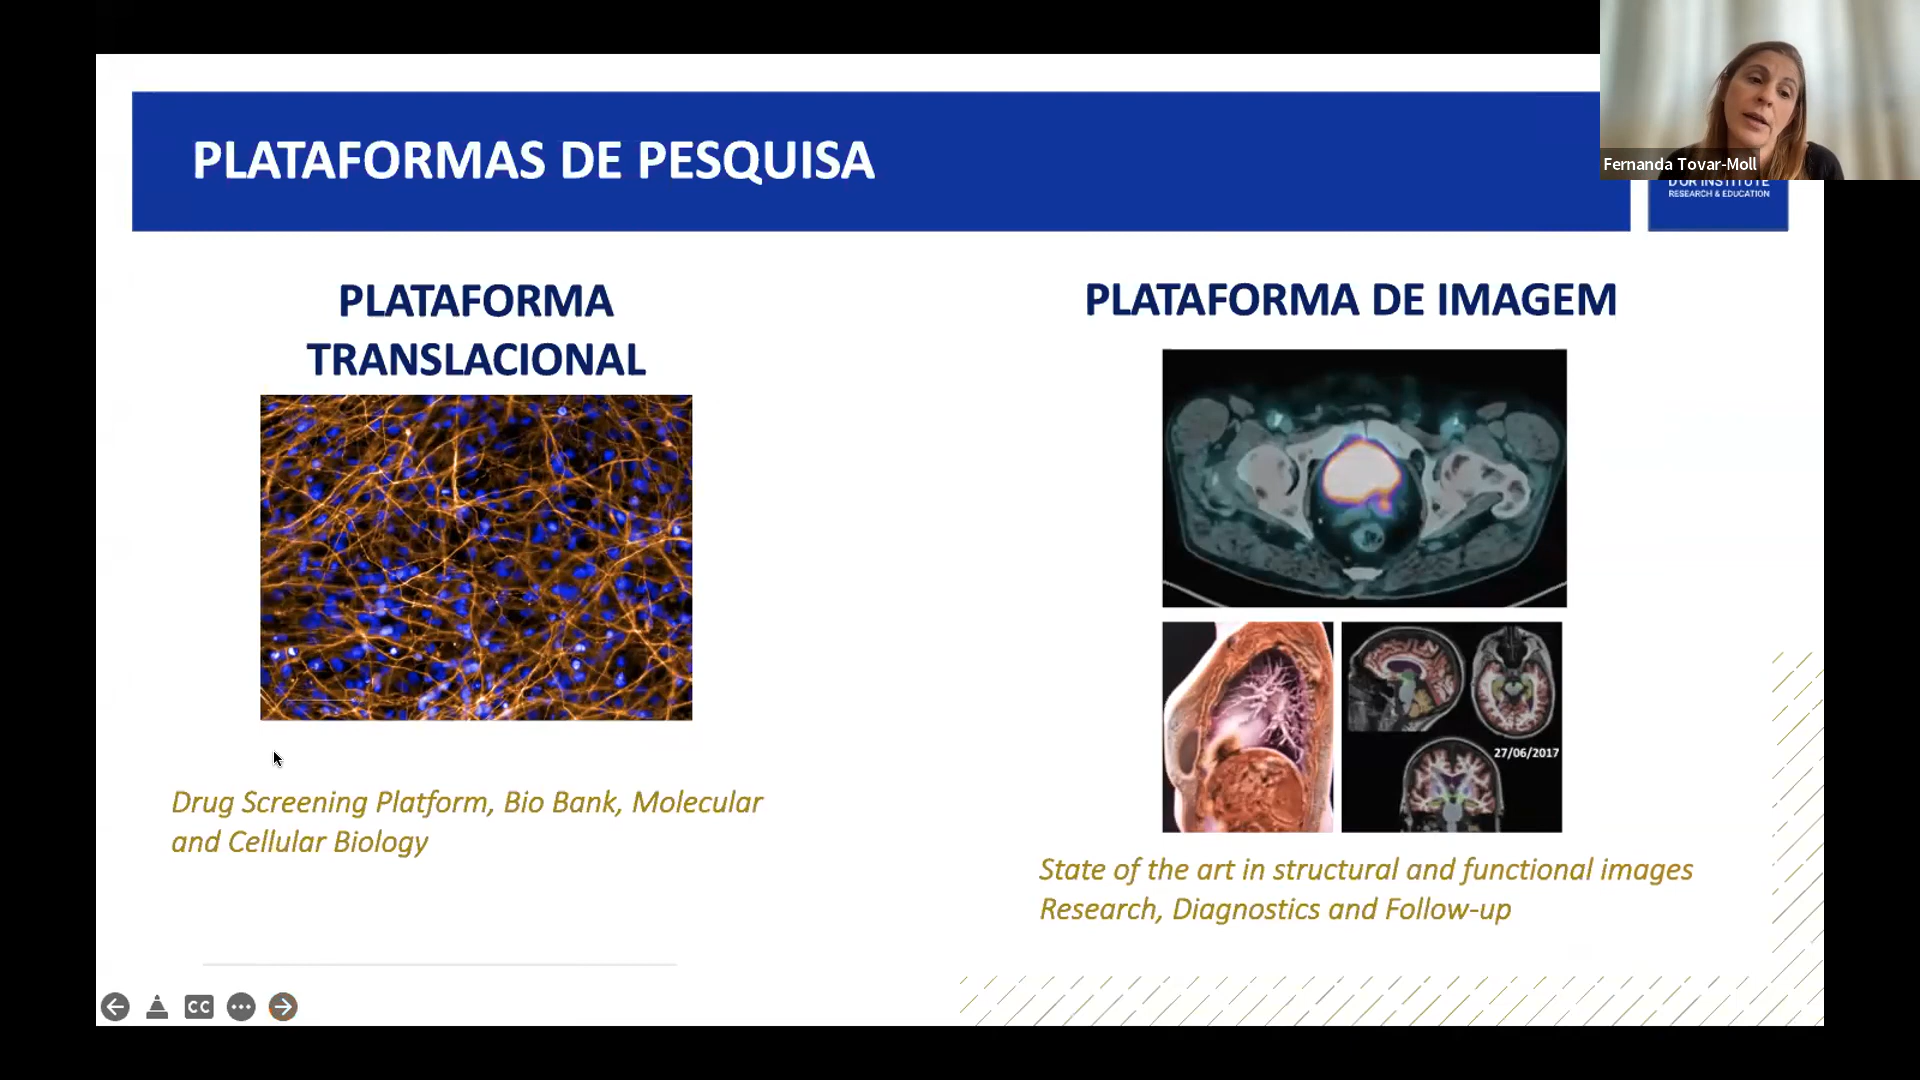 PLATAFORMAS DE PESQUISA
Fernanda Tovar-Moll
D'OR INSTITUTE
RESEARCH & EDUCATION
PLATAFORMA
TRANSLACIONAL
Drug Screening Platform, Bio Bank, Molecular
and Cellular Biology
PLATAFORMA DE IMAGEM
27/06/2017
State of the art in structural and functional images
Research, Diagnostics and Follow-up
CC